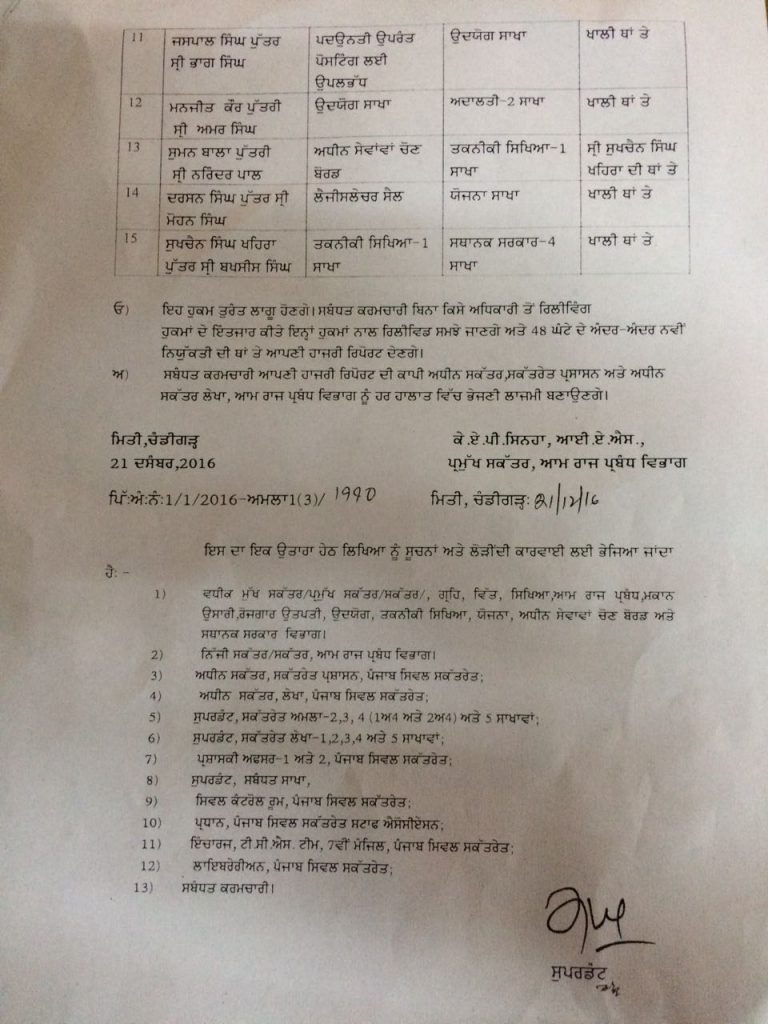 11 ਜਸਪਾਲ ਸਿੰਘ ਪੁੱਤਰ ਪਦਉਨਤੀ ਉਪਰੰਤ ਉਦਯੋਗ ਸਾਖਾ ਖਾਲੀ ਥਾਂ ਤੇ
ਸ੍ਰੀ ਭਾਗ ਸਿੰਘ ਪੋਸਟਿੰਗ ਲਈ
ਉਪਲਭੱਧ
12 ਮਨਜੀਤ ਕੌਰ ਪੁੱਤਰੀ ਉਦਯੋਗ ਸਾਖਾ ਅਦਾਲਤੀ-2 ਸਾਖਾ ਖਾਲੀ ਥਾਂ ਤੇ
ਸ੍ਰੀ ਅਮਰ ਸਿੰਘ
13 ਸੁਮਨ ਬਾਲਾ ਪੁੱਤਰੀ ਅਧੀਨ ਸੇਵਾਂਵਾਂ ਚੋਣ ਤਕਨੀਕੀ ਸਿਖਿਆ-1 ਸ੍ਰੀ ਸੁਖਚੈਨ ਸਿੰਘ
ਸ੍ਰੀ ਨਰਿੰਦਰ ਪਾਲ ਬੋਰਡ ਸਾਖਾ ਖਹਿਰਾ ਦੀ ਥਾਂ ਤੇ
14 ਦਰਸਨ ਸਿੰਘ ਪੁੱਤਰ ਸ੍ਰੀ ਲੈਜੀਸਲੇਚਰ ਸੈਲ ਯੋਜਨਾ ਸਾਖਾ ਖਾਲੀ ਥਾਂ ਤੇ
ਮੋਹਨ ਸਿੰਘ
15 ਸੁਖਚੈਨ ਸਿੰਘ ਖਹਿਰਾ ਤਕਨੀਕੀ ਸਿਖਿਆ-1 ਸਥਾਨਕ ਸਰਕਾਰ-4 ਖਾਲੀ ਥਾਂ ਤੇ
ਪੁੱਤਰ ਸ੍ਰੀ ਬਖਸੀਸ ਸਿੰਘ ਸਾਖਾ ਸਾਖਾ
ੳ) ਇਹ ਹੁਕਮ ਤੁਰੰਤ ਲਾਗੂ ਹੋਣਗੇ। ਸਬੰਧਤ ਕਰਮਚਾਰੀ ਬਿਨਾ ਕਿਸੇ ਅਧਿਕਾਰੀ ਤੋਂ ਰਿਲੀਵਿੰਗ
ਹੁਕਮਾਂ ਦੇ ਇੰਤਜਾਰ ਕੀਤੇ ਇਨ੍ਹਾਂ ਹੁਕਮਾਂ ਨਾਲ ਰਿਲੀਵਿਡ ਸਮਝੇ ਜਾਣਗੇ ਅਤੇ 48 ਘੰਟੇ ਦੇ ਅੰਦਰ-ਅੰਦਰ ਨਵੀਂ
ਨਿਯੁੱਕਤੀ ਦੀ ਥਾਂ ਤੇ ਆਪਣੀ ਹਾਜਰੀ ਰਿਪੋਰਟ ਦੇਣਗੇ।
ਅ) ਸਬੰਧਤ ਕਰਮਚਾਰੀ ਆਪਣੀ ਹਾਜਰੀ ਰਿਪੋਰਟ ਦੀ ਕਾਪੀ ਅਧੀਨ ਸਕੱਤਰ,ਸਕੱਤਰੇਤ ਪ੍ਰਸਾਸਨ ਅਤੇ ਅਧੀਨ
ਸਕੱਤਰ ਲੇਖਾ, ਆਮ ਰਾਜ ਪ੍ਰਬੰਧ ਵਿਭਾਗ ਨੂੰ ਹਰ ਹਾਲਾਤ ਵਿੱਚ ਭੇਜਣੀ ਲਾਜਮੀ ਬਣਾਉਣਗੇ।
ਮਿਤੀ,ਚੰਡੀਗੜ੍ਹ ਕੇ.ਏ.ਪੀ.ਸਿਨਹਾ, ਆਈ.ਏ.ਐਸ.,
21 ਦਸੰਬਰ,2016 ਪ੍ਰਮੁੱਖ ਸਕੱਤਰ, ਆਮ ਰਾਜ ਪ੍ਰਬੰਧ ਵਿਭਾਗ
ਪਿੱ:ਅੰ:ਨੰ:1/1/2016-ਅਮਲਾ1(3)/ 1990 ਮਿਤੀ, ਚੰਡੀਗੜ੍ਹ: 21/12/16
ਇਸ ਦਾ ਇਕ ਉਤਾਰਾ ਹੇਠ ਲਿਖਿਆ ਨੂੰ ਸੂਚਨਾਂ ਅਤੇ ਲੋੜੀਂਦੀ ਕਾਰਵਾਈ ਲਈ ਭੇਜਿਆ ਜਾਂਦਾ
ਹੈ: -
1) ਵਧੀਕ ਮੁੱਖ ਸਕੱਤਰ/ਪ੍ਰਮੁੱਖ ਸਕੱਤਰ/ਸਕੱਤਰ/, ਗ੍ਰਹਿ, ਵਿੱਤ, ਸਿਖਿਆ,ਆਮ ਰਾਜ ਪ੍ਰਬੰਧ,ਮਕਾਨ
ਉਸਾਰੀ,ਰੋਜਗਾਰ ਉਤਪਤੀ, ਉਦਯੋਗ, ਤਕਨੀਕੀ ਸਿਖਿਆ, ਯੋਜਨਾ, ਅਧੀਨ ਸੇਵਾਵਾਂ ਚੋਣ ਬੋਰਡ ਅਤੇ
ਸਥਾਨਕ ਸਰਕਾਰ ਵਿਭਾਗ।
2) ਨਿੱਜੀ ਸਕੱਤਰ/ਸਕੱਤਰ, ਆਮ ਰਾਜ ਪ੍ਰਬੰਧ ਵਿਭਾਗ।
3) ਅਧੀਨ ਸਕੱਤਰ, ਸਕੱਤਰੇਤ ਪ੍ਰਸ਼ਾਸਨ, ਪੰਜਾਬ ਸਿਵਲ ਸਕੱਤਰੇਤ;
4) ਅਧੀਨ ਸਕੱਤਰ, ਲੇਖਾ, ਪੰਜਾਬ ਸਿਵਲ ਸਕੱਤਰੇਤ;
5) ਸੁਪਰਡੰਟ, ਸਕੱਤਰੇਤ ਅਮਲਾ-2,3, 4 (1ਅ4 ਅਤੇ 2ਅ4) ਅਤੇ 5 ਸਾਖਾਵਾਂ;
6) ਸੁਪਰਡੰਟ, ਸਕੱਤਰੇਤ ਲੇਖਾ-1,2,3,4 ਅਤੇ 5 ਸਾਖਾਵਾਂ;
7) ਪ੍ਰਸ਼ਾਸਕੀ ਅਫਸਰ-1 ਅਤੇ 2, ਪੰਜਾਬ ਸਿਵਲ ਸਕੱਤਰੇਤ;
8) ਸੁਪਰਡੰਟ, ਸਬੰਧਤ ਸਾਖਾ,
9) ਸਿਵਲ ਕੰਟਰੋਲ ਰੂਮ, ਪੰਜਾਬ ਸਿਵਲ ਸਕੱਤਰੇਤ;
10) ਪ੍ਰਧਾਨ, ਪੰਜਾਬ ਸਿਵਲ ਸਕੱਤਰੇਤ ਸਟਾਫ ਐਸੋਸੀਏਸਨ;
11) ਇੰਚਾਰਜ, ਟੀ.ਸੀ.ਐਸ. ਟੀਮ, 7ਵੀਂ ਮੰਜਿਲ, ਪੰਜਾਬ ਸਿਵਲ ਸਕੱਤਰੇਤ;
12) ਲਾਇਬਰੇਰੀਅਨ, ਪੰਜਾਬ ਸਿਵਲ ਸਕੱਤਰੇਤ;
13) ਸਬੰਧਤ ਕਰਮਚਾਰੀ।
ਸੁਪਰਡੰਟ